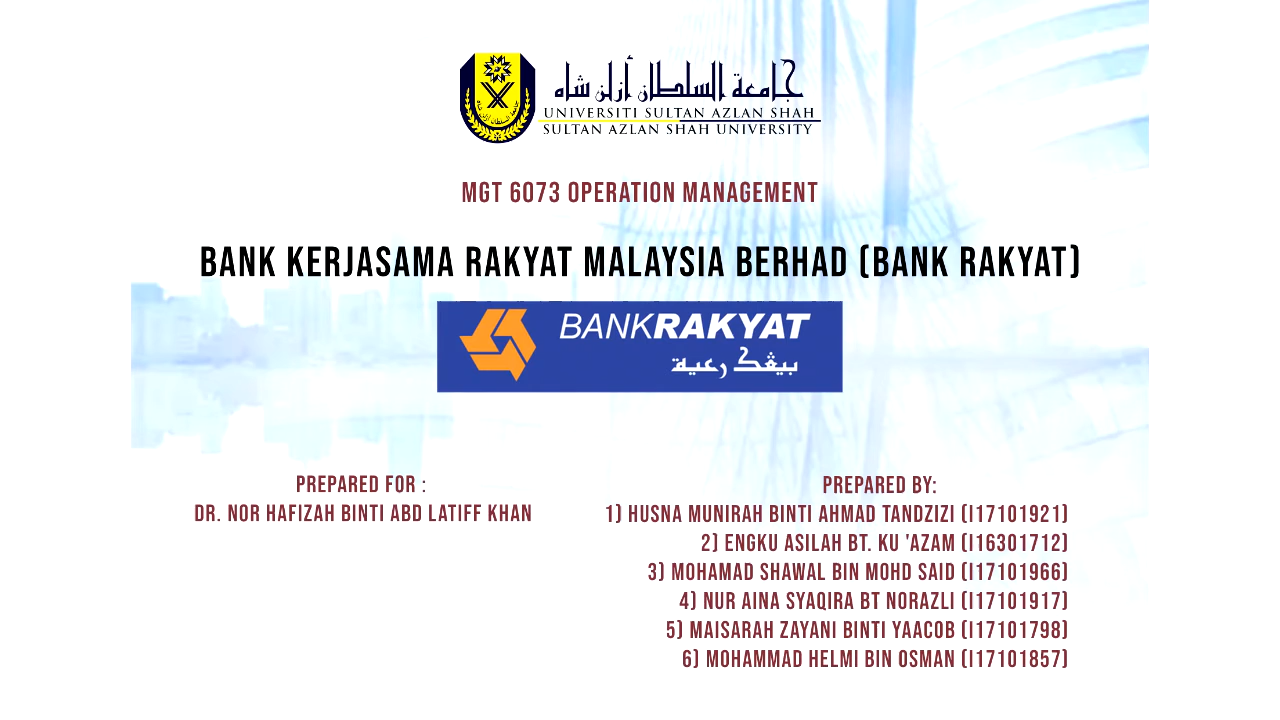 جامعة السلطان أزلن شاه
UNIVERSITI SULTAN AZLAN SHAH
SULTAN AZLAN SHAH UNIVERSITY
MGT 6073 OPERATION MANAGEMENT
BANK KERJASAMA RAKYAT MALAYSIA BERHAD (BANK RAKYAT)
BANKRAKYAT
بيڠک رعية
PREPARED FOR :
DR. NOR HAFIZAH BINTI ABD LATIFF KHAN
PREPARED BY:
1) HUSNA MUNIRAH BINTI AHMAD TANDZIZI (I17101921)
2) ENGKU ASILAH BT. KU 'AZAM (I16301712)
3) MOHAMAD SHAWAL BIN MOHD SAID (I17101966)
4) NUR AINA SYAQIRA BT NORAZLI (I17101917)
5) MAISARAH ZAYANI BINTI YAACOB (I17101798)
6) MOHAMMAD HELMI BIN OSMAN (I17101857)